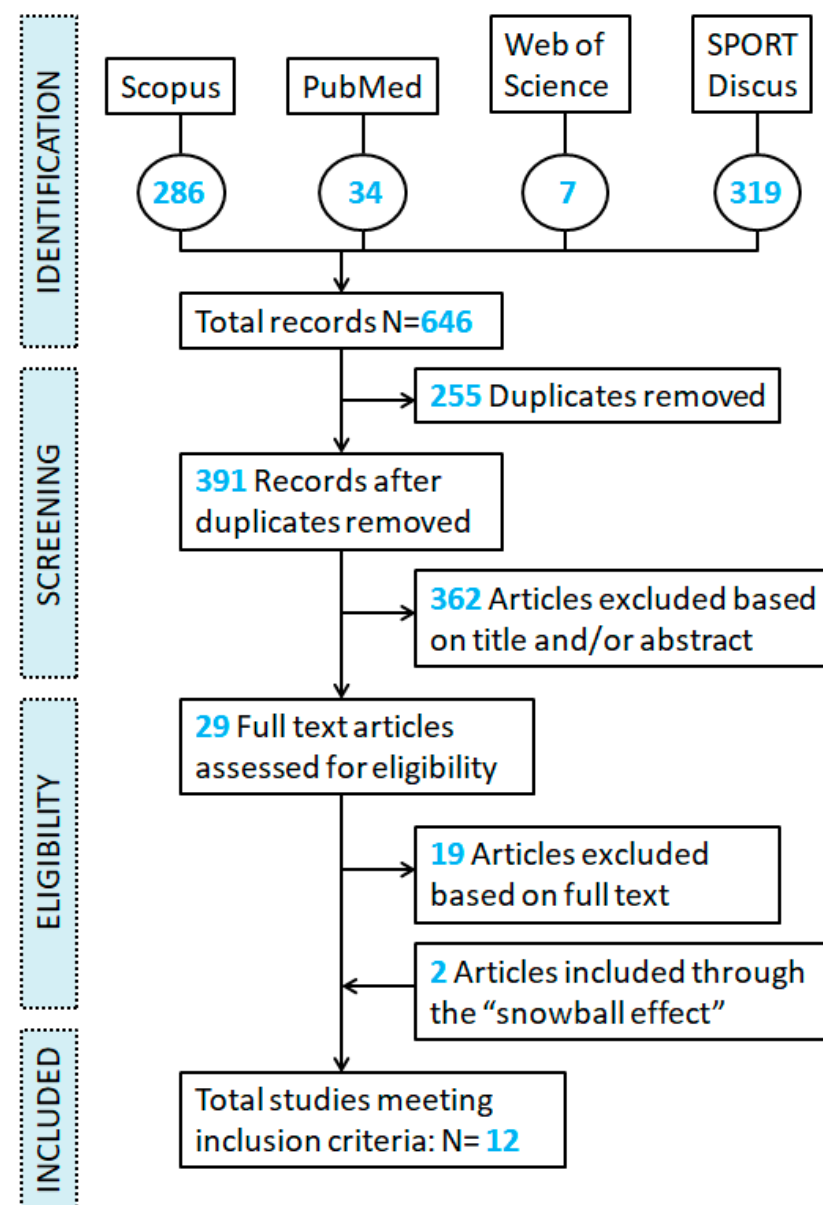 IDENTIFICATION
Scopus
PubMed
Web of
Science
SPORT
Discus
286
34
7
319
Total records N=646
255 Duplicates removed
SCREENING
391 Records after
duplicates removed
362 Articles excluded based
on title and/or abstract
ELIGIBILITY
29 Full text articles
assessed for eligibility
19 Articles excluded
based on full text
2 Articles included through
the “snowball effect”
INCLUDED
Total studies meeting
inclusion criteria: N= 12